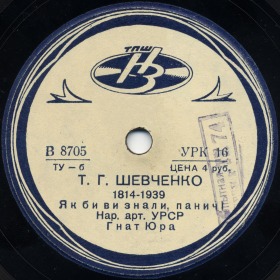 ТПШ
НЗ
В 8705
УРК 16
ТУ – 6
ЦЕНА 4 руб.
Т. Г. ШЕВЧЕНКО
1814-1939
Як би ви знали, паничі
Нар. арт. УРСР
Гнат Юра
74